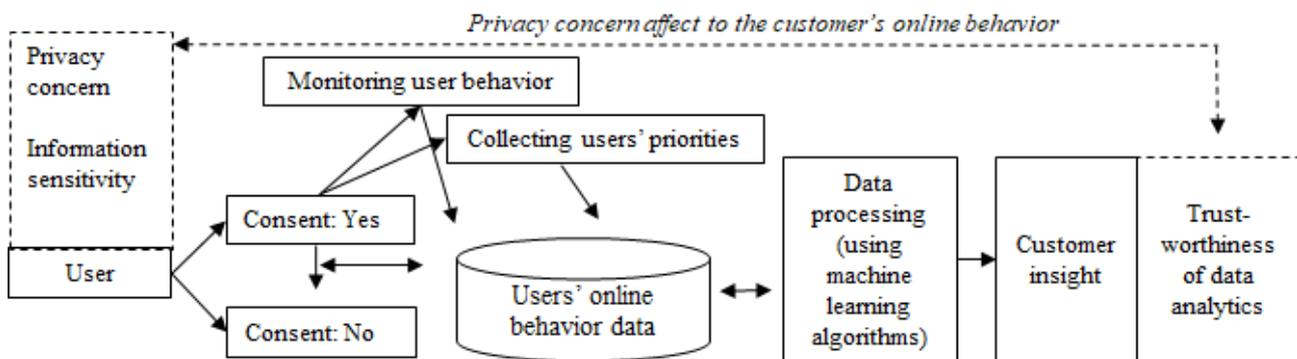 Privacy concern affect to the customer's online behavior
Privacy
concern
Information
sensitivity
User
Monitoring user behavior
Collecting users' priorities
Consent: Yes
Consent: No
Users' online
behavior data
Data
processing
(using
machine
learning
algorithms)
Customer
insight
Trust-
worthiness
of data
analytics